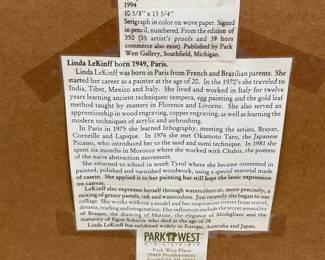 1994
10 5/8" x 13 3/4"
Serigraph in color on wove paper. Signed
in pencil, numbered. From the edition of
350 (35 artist's proofs and 39 hors
commerce also exist). Published by Park
West Gallery, Southfield, Michigan.
Linda LeKinff born 1949, Paris.
Linda LeKinff was born in Paris from French and Brazilian parents. She
started her career as a painter at the age of 20. In the 1970's she traveled to
India, Tibet, Mexico and Italy. She lived and worked in Italy for twelve
years learning ancient techniques tempera, egg painting and the gold leaf
method taught by masters in Florence and Livorne. She also served an
apprenticeship in wood engraving, copper engraving, as well as learning the
modern techniques of acrylic and airbrushing.
In Paris in 1975 she learned lithography, meeting the artists, Brayer,
Corneille and Lapique. In 1976 she met Okamoto Taro, the Japanese
Picasso, who introduced her to the sand and sumi techniques. In 1981 she
spent six months in Morocco where she worked with Chabia, the poetess
of the naive abstraction movement.
She returned to school in south Tyrol where she became interested in
painted, polished and varnished woodwork, using a special material made
of casein. She applied it to her painting but still kept the basic expression
on canvas.
LeKinff also expresses herself through watercolors or, more precisely, a
mixing of greasy pastels, ink and watercolors. Just recently she began to use
collage. She works without a model and her inspiration comes from travel,
dreams, reading and imagination. Her influences include the secret sensuality
of Braque, the drawing of Matisse, the elegance of Modigliani and the
maturity of Egon Schiele who died at the age of 28.
Linda LeKinff has exhibited widely in Europe, Australia and Japan.
PARK WEST
GALLERY
Park West Place
29469 Northwestern